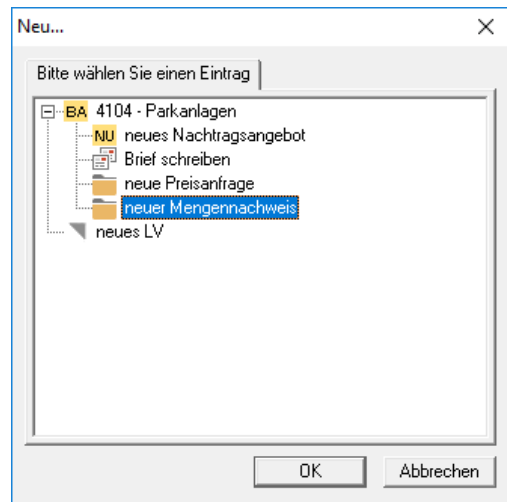 Neu...
Bitte wählen Sie einen Eintrag
BA 4104 - Parkanlagen
NU neues Nachtragsangebot
Brief schreiben
neue Preisanfrage
neuer Mengennachweis
neues LV
OK Abbrechen